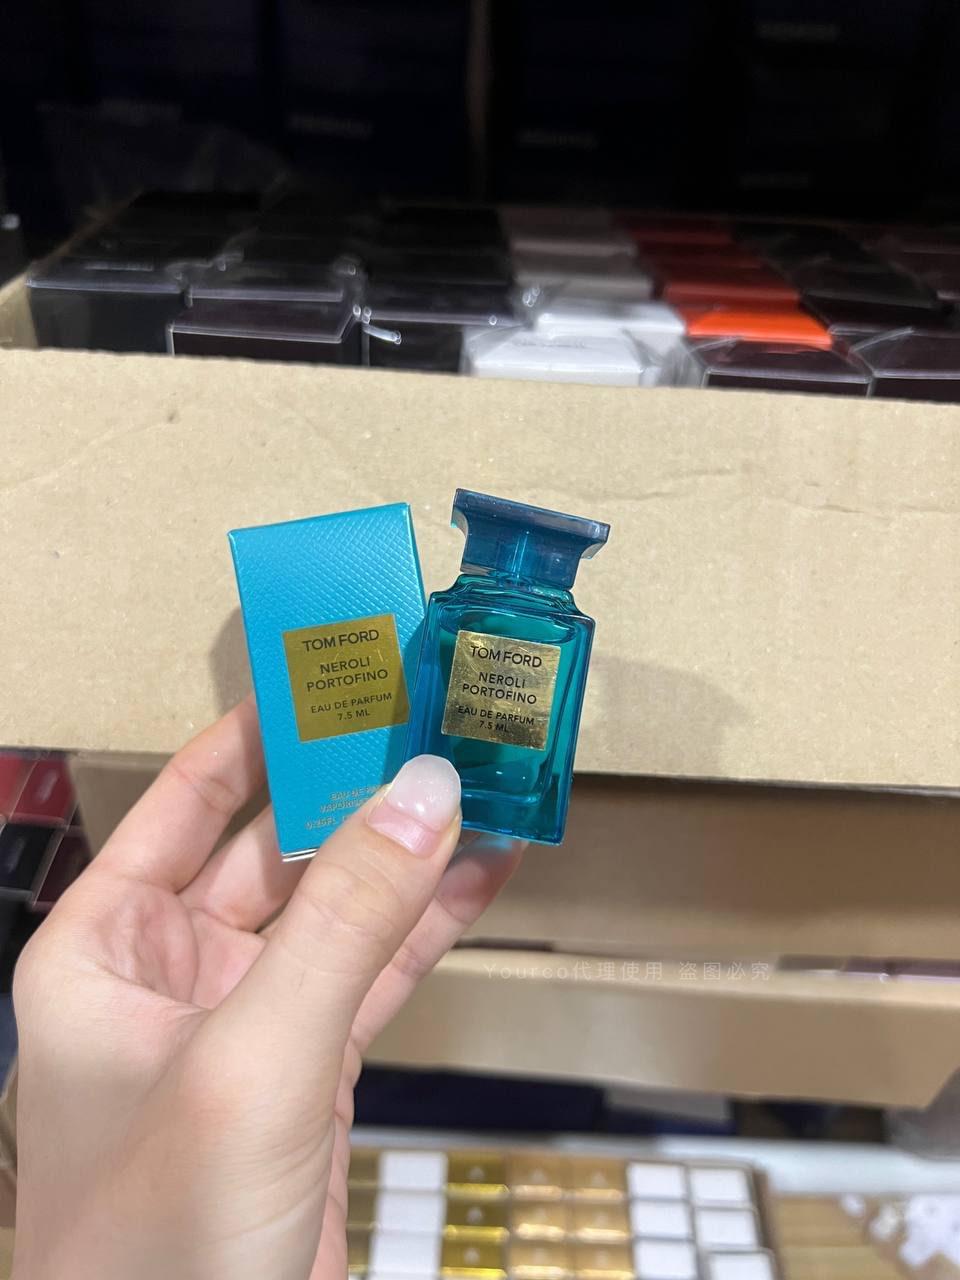 TOM FORD
NEROLI
PORTOFINO
EAU DE PARFUM
7.5 ML
TOM FORD
NEROLI
PORTOFINO
EAU DE PARFUM
7.5 ML
Yourco代理使用 盗图必究